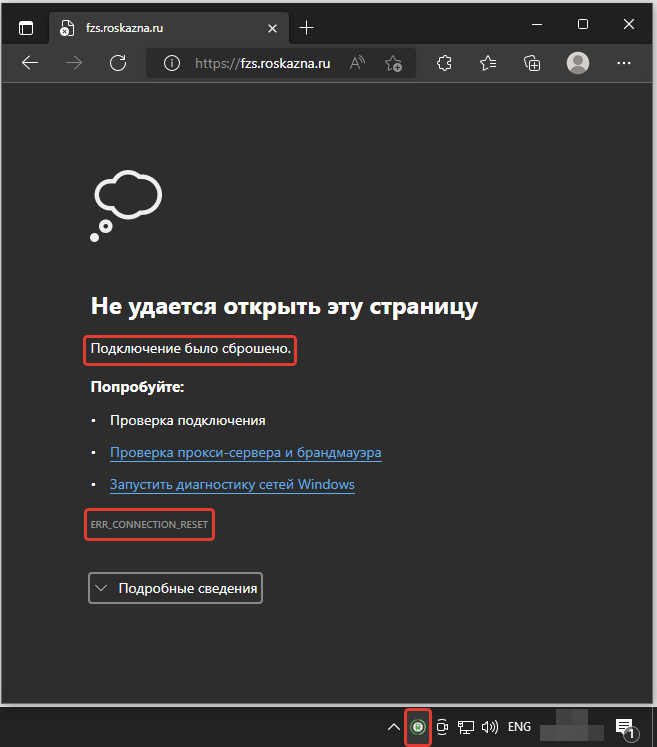 fzs.roskazna.ru
https://fzs.roskazna.ru
Не удается открыть эту страницу
Подключение было сброшено.
Попробуйте:
• Проверка подключения
• Проверка прокси-сервера и брандмауэра
• Запустить диагностику сетей Windows
ERR_CONNECTION_RESET
Подробные сведения
ENG
1